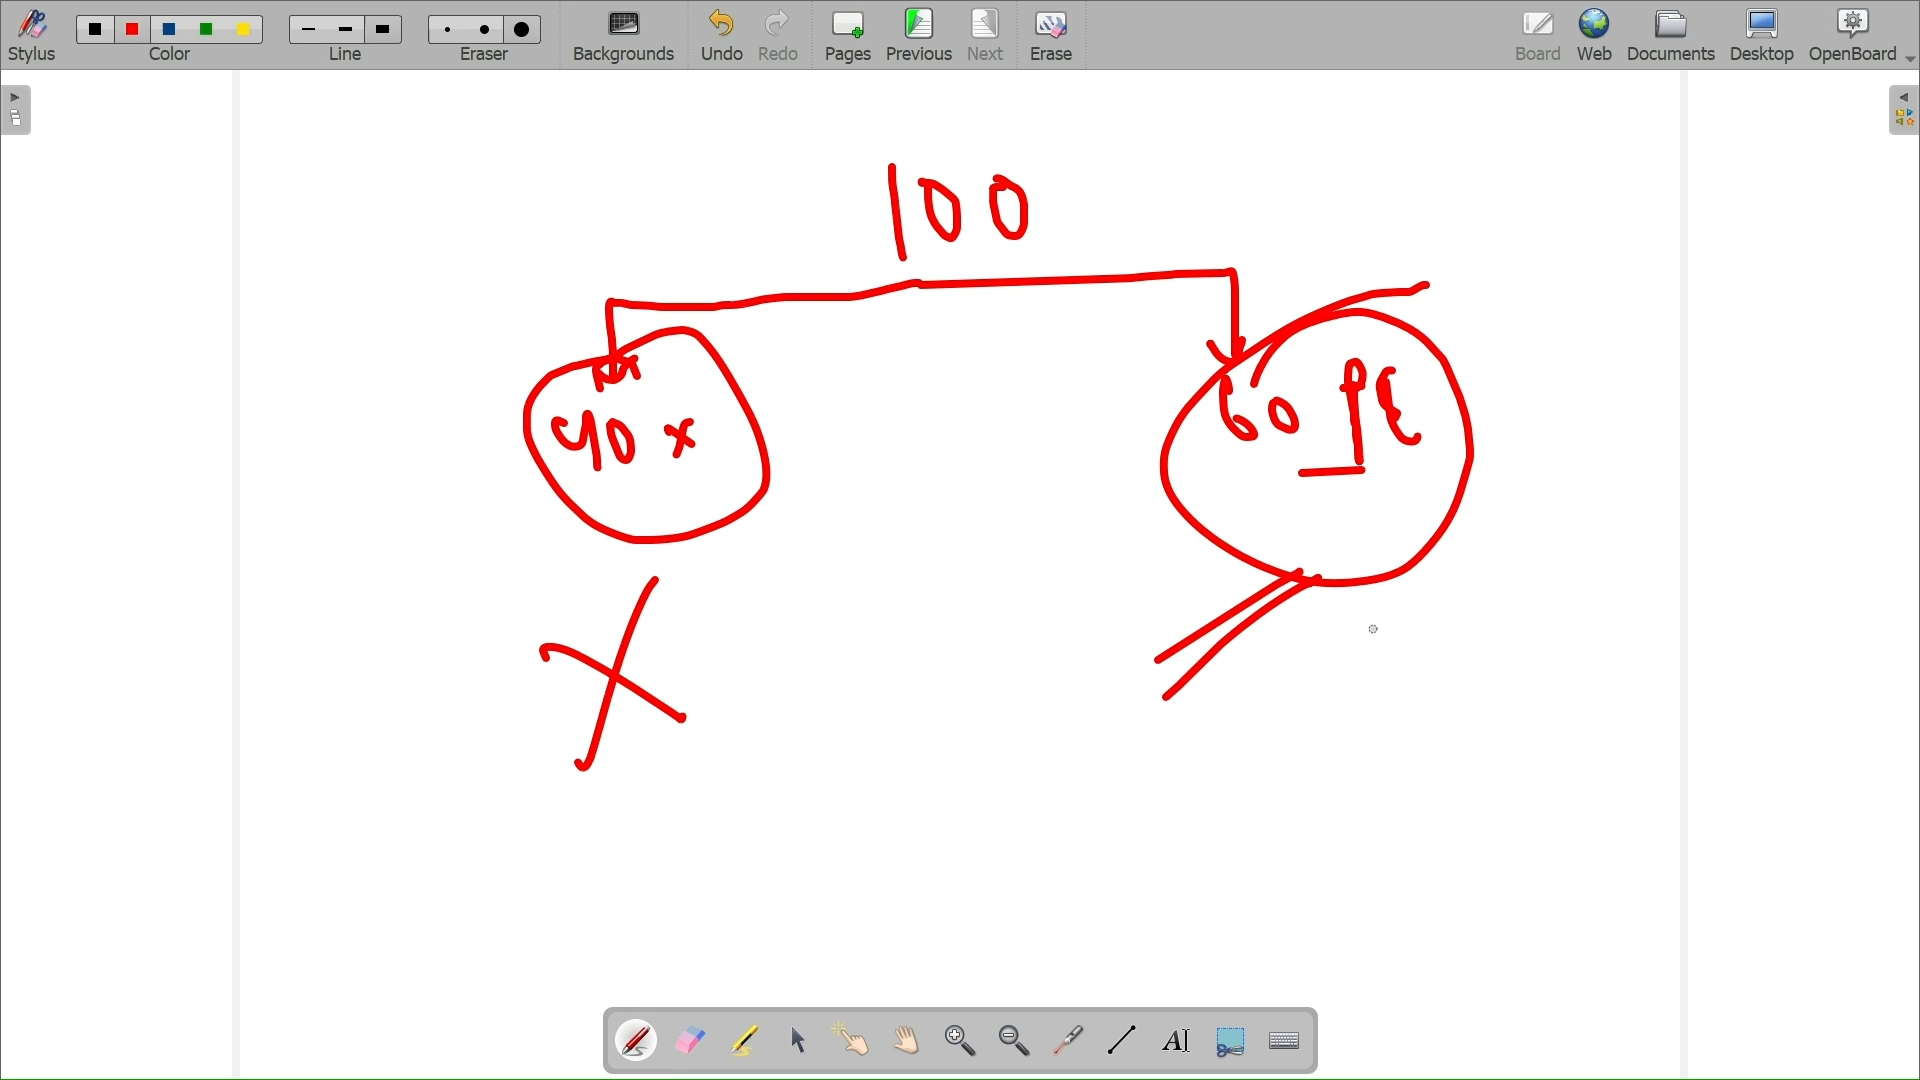 Stylus Color Line Eraser Backgrounds Undo Redo Pages Previous Next Erase Board Web Documents Desktop OpenBoard
100
40 x
60
AI